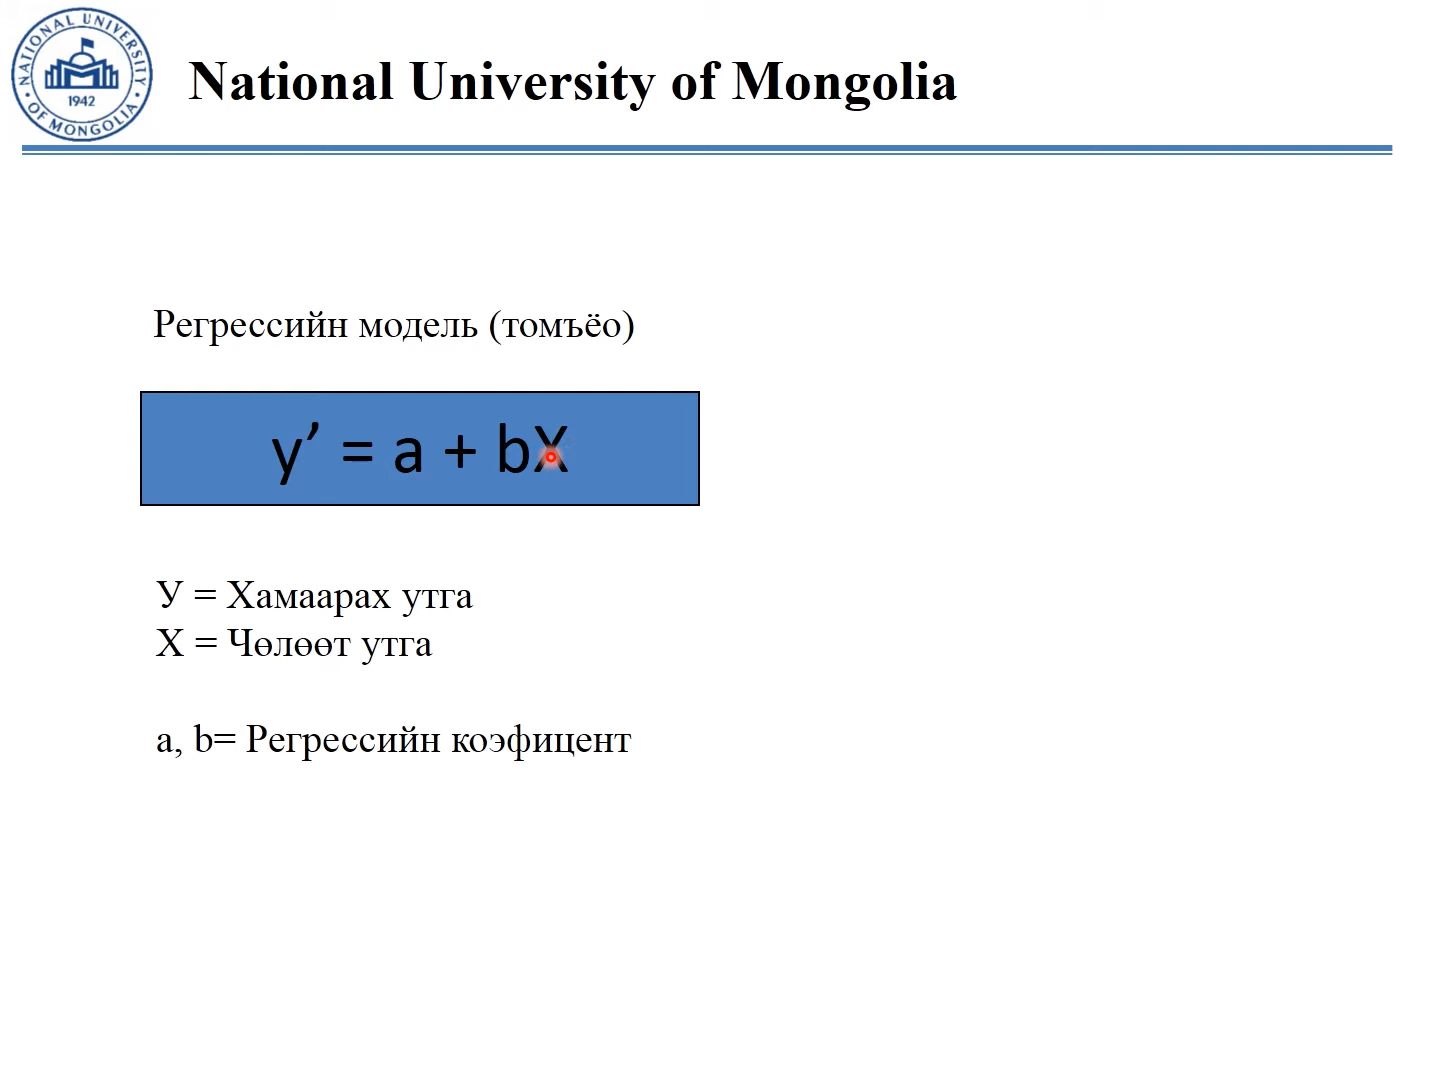 NATIONAL UNIVERSITY
OF MONGOLIA
1942
National University of Mongolia
Регрессийн модель (томъёо)
y’ = a + bX
У = Хамаарах утга
Х = Чөлөөт утга
a, b= Регрессийн коэфицент